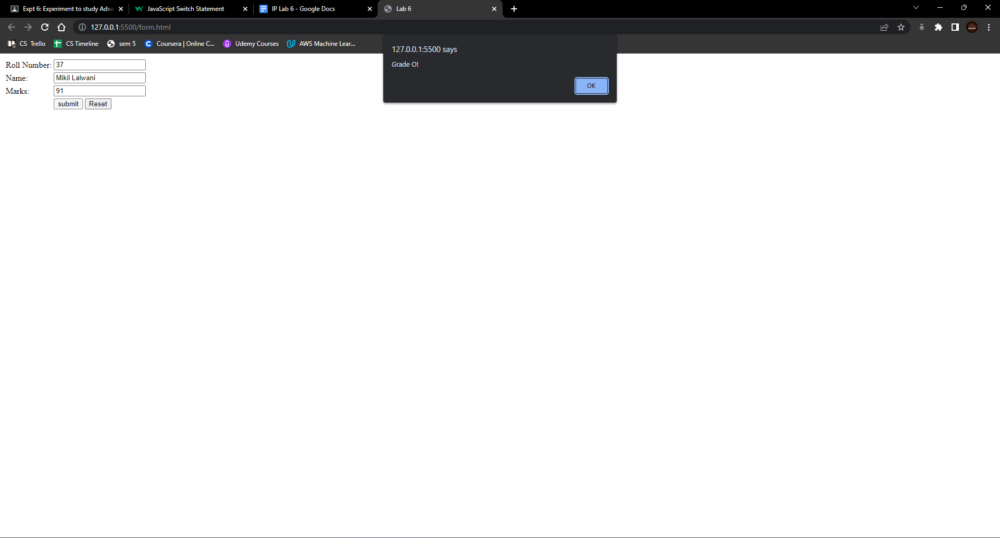 Expt 6: Experiment to study Adva
JavaScript Switch Statement
IP Lab 6 - Google Docs
Lab 6
127.0.0.1:5500/form.html
CS Trello
CS Timeline
sem 5
Coursera | Online C...
Udemy Courses
AWS Machine Lear...
127.0.0.1:5500 says
Grade O!
OK
Roll Number: 37
Name: Mikil Lalwani
Marks: 91
submit Reset